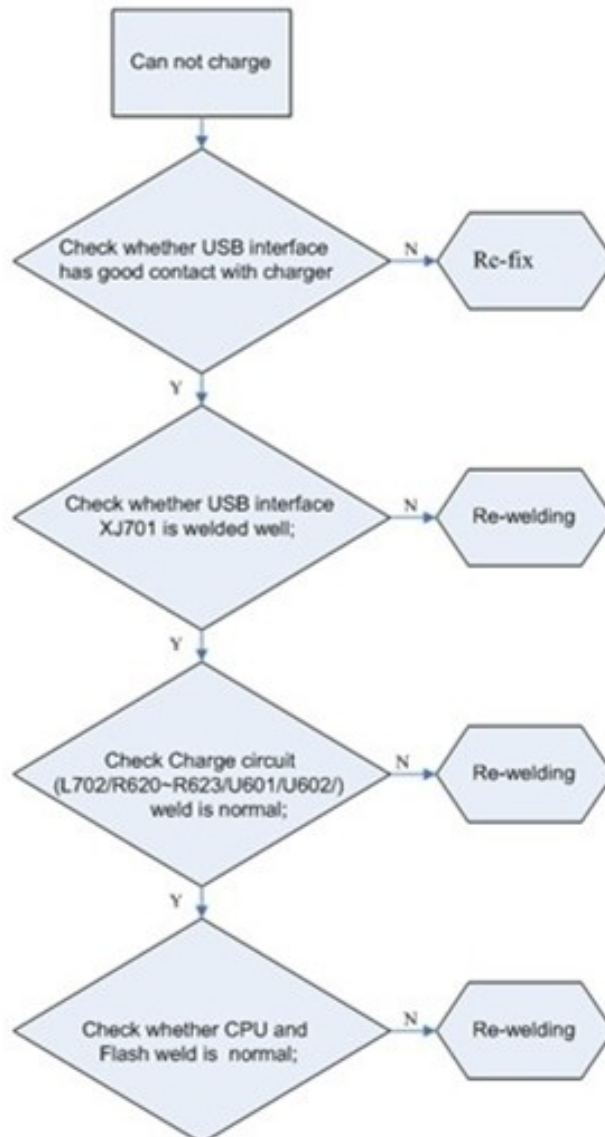 Can not charge
Check whether USB interface
has good contact with charger
N
Re-fix
Y
Check whether USB interface
XJ701 is welded well;
N
Re-welding
Y
Check Charge circuit
(L702/R620~R623/U601/U602/)
weld is normal;
N
Re-welding
Y
Check whether CPU and
Flash weld is normal;
N
Re-welding